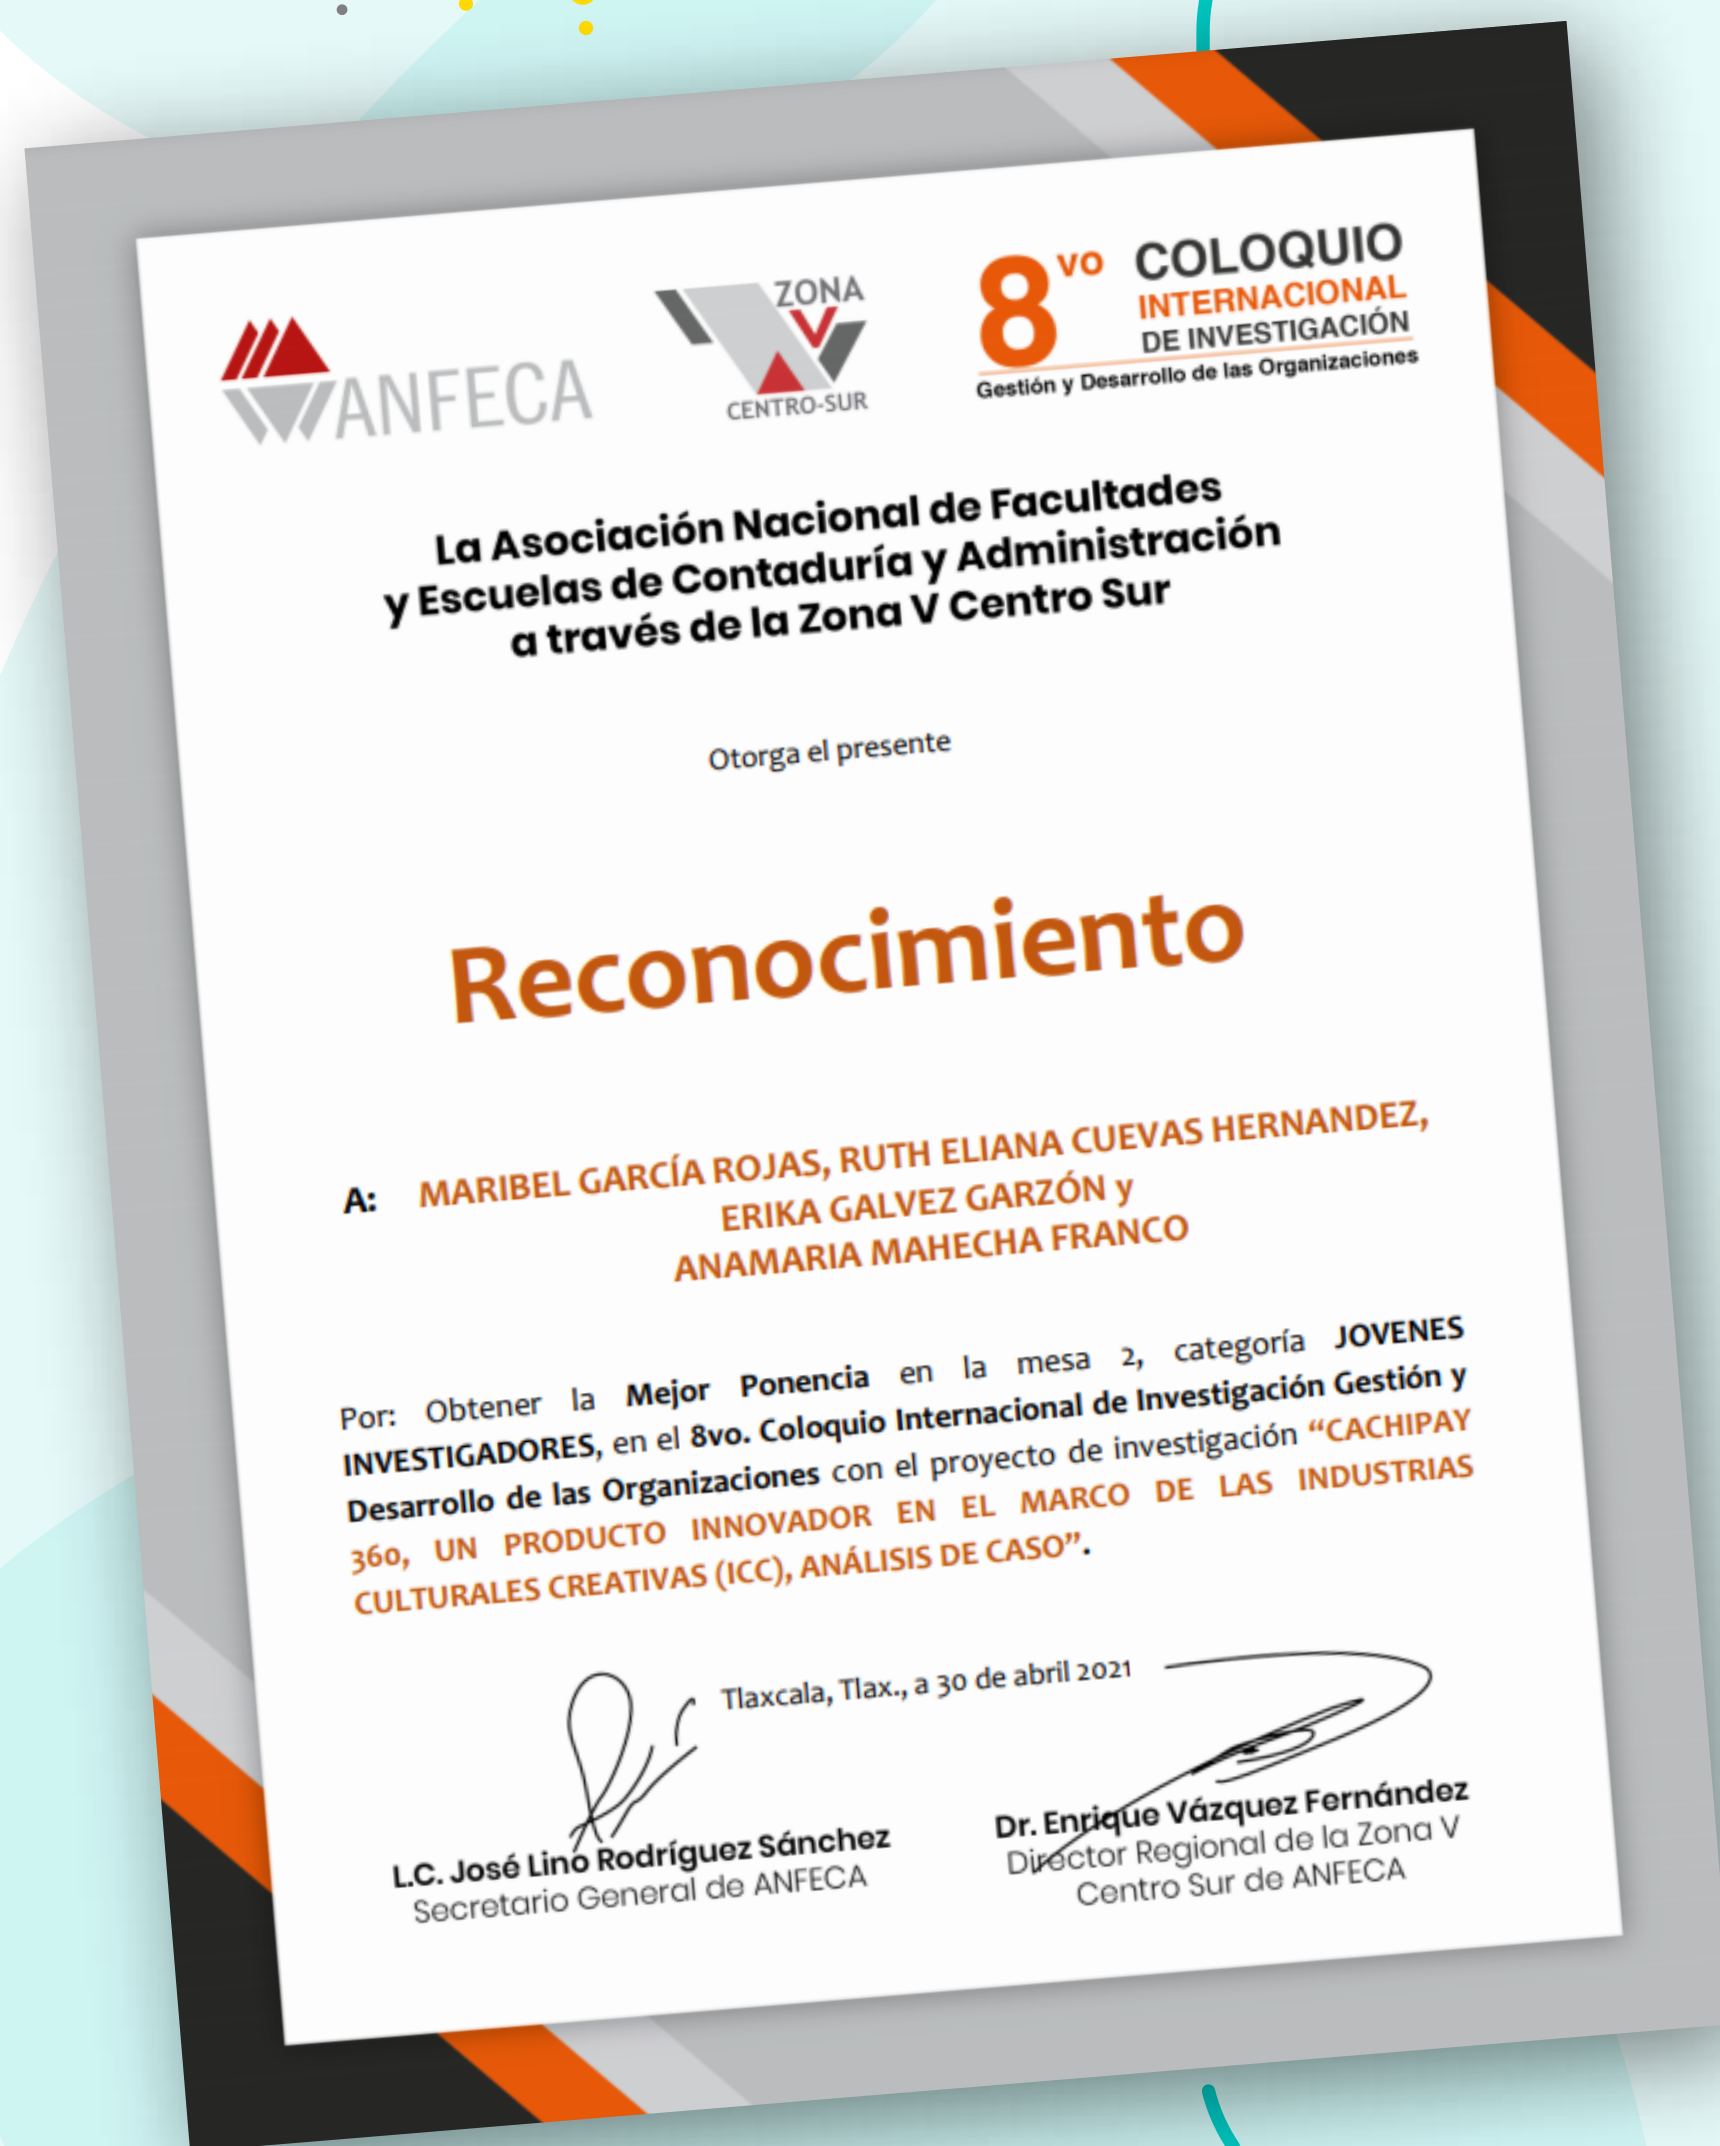 ANFECA
ZONA
V
CENTRO-SUR
8vo COLOQUIO
INTERNACIONAL
DE INVESTIGACIÓN
Gestión y Desarrollo de las Organizaciones
La Asociación Nacional de Facultades
y Escuelas de Contaduría y Administración
a través de la Zona V Centro Sur
Otorga el presente
Reconocimiento
A: MARIBEL GARCÍA ROJAS, RUTH ELIANA CUEVAS HERNANDEZ,
ERIKA GALVEZ GARZÓN y
ANAMARIA MAHECHA FRANCO
Por: Obtener la Mejor Ponencia en la mesa 2, categoría JOVENES
INVESTIGADORES, en el 8vo. Coloquio Internacional de Investigación Gestión y
Desarrollo de las Organizaciones con el proyecto de investigación “CACHIPAY
360, UN PRODUCTO INNOVADOR EN EL MARCO DE LAS INDUSTRIAS
CULTURALES CREATIVAS (ICC), ANÁLISIS DE CASO”.
Tlaxcala, Tlax., a 30 de abril 2021
L.C. José Lino Rodríguez Sánchez
Secretario General de ANFECA
Dr. Enrique Vázquez Fernández
Director Regional de la Zona V
Centro Sur de ANFECA